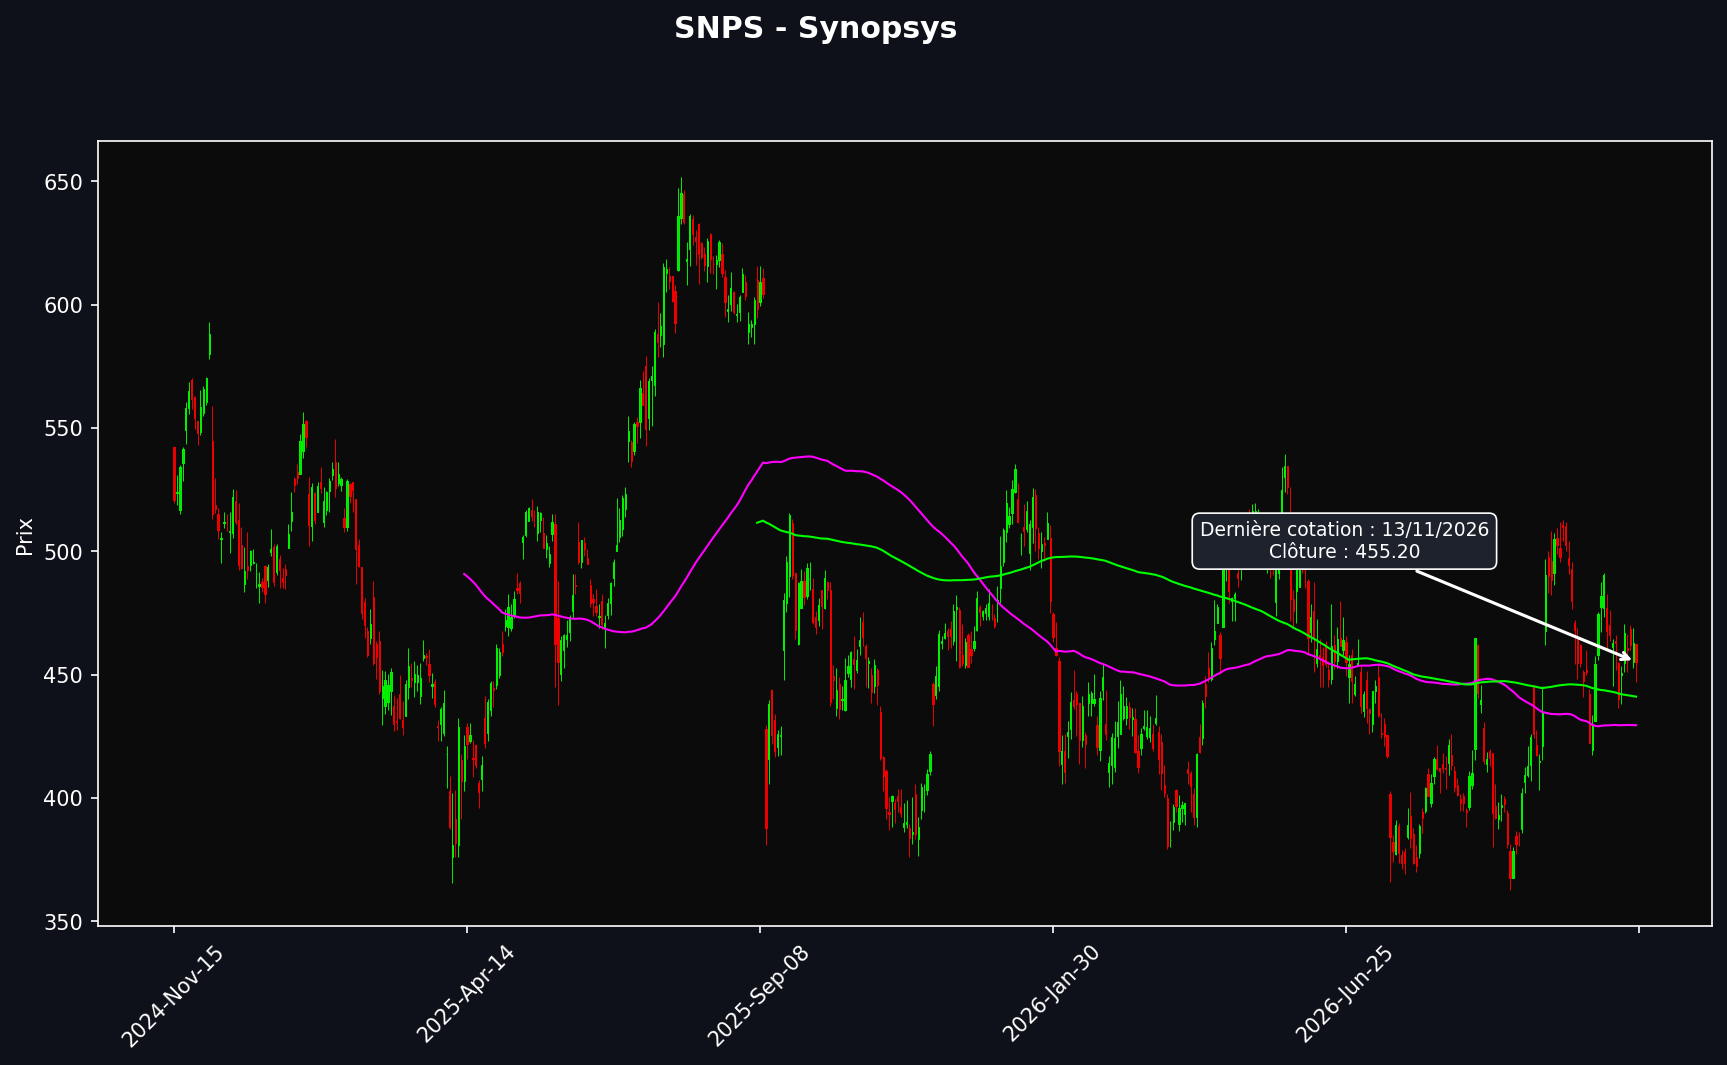 SNPS - Synopsys
Prix
650
600
550
500
450
400
350
Dernière cotation : 13/11/2026
Clôture : 455.20
2024-Nov-15
2025-Apr-14
2025-Sep-08
2026-Jan-30
2026-Jun-25